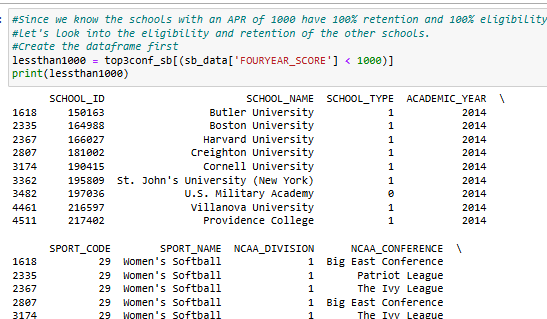 #Since we know the schools with an APR of 1000 have 100% retention and 100% eligibility
#let's look into the eligibility and retention of the other schools.
#Create the dataframe first
lessthan1000 = top3conf_sb[(sb_data['FOURYEAR_SCORE'] < 1000)]
print(lessthan1000)
SCHOOL_ID SCHOOL_NAME SCHOOL_TYPE ACADEMIC_YEAR \
1618 150163 Butler University 1 2014
2335 164988 Boston University 1 2014
2367 166027 Harvard University 1 2014
2807 181002 Creighton University 1 2014
3174 190415 Cornell University 1 2014
3362 195809 St. John's University (New York) 1 2014
3482 197036 U.S. Military Academy 0 2014
4461 216597 Villanova University 1 2014
4511 217402 Providence College 1 2014
SPORT_CODE SPORT_NAME NCAA_DIVISION NCAA_CONFERENCE \
1618 29 Women's Softball 1 Big East Conference
2335 29 Women's Softball 1 Patriot League
2367 29 Women's Softball 1 The Ivy League
2807 29 Women's Softball 1 Big East Conference
3174 29 Women's Softball 1 The Ivy League